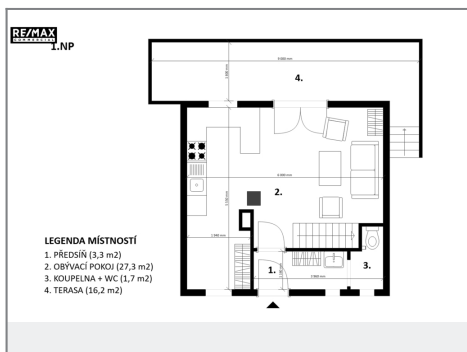 RE/MAX
COMMERCIAL
1.NP
4.
2.
1.
3.
LEGENDA MÍSTNOSTÍ
1. PŘEDSÍŇ (3,3 m2)
2. OBÝVACÍ POKOJ (27,3 m2)
3. KOUPELNA + WC (1,7 m2)
4. TERASA (16,2 m2)